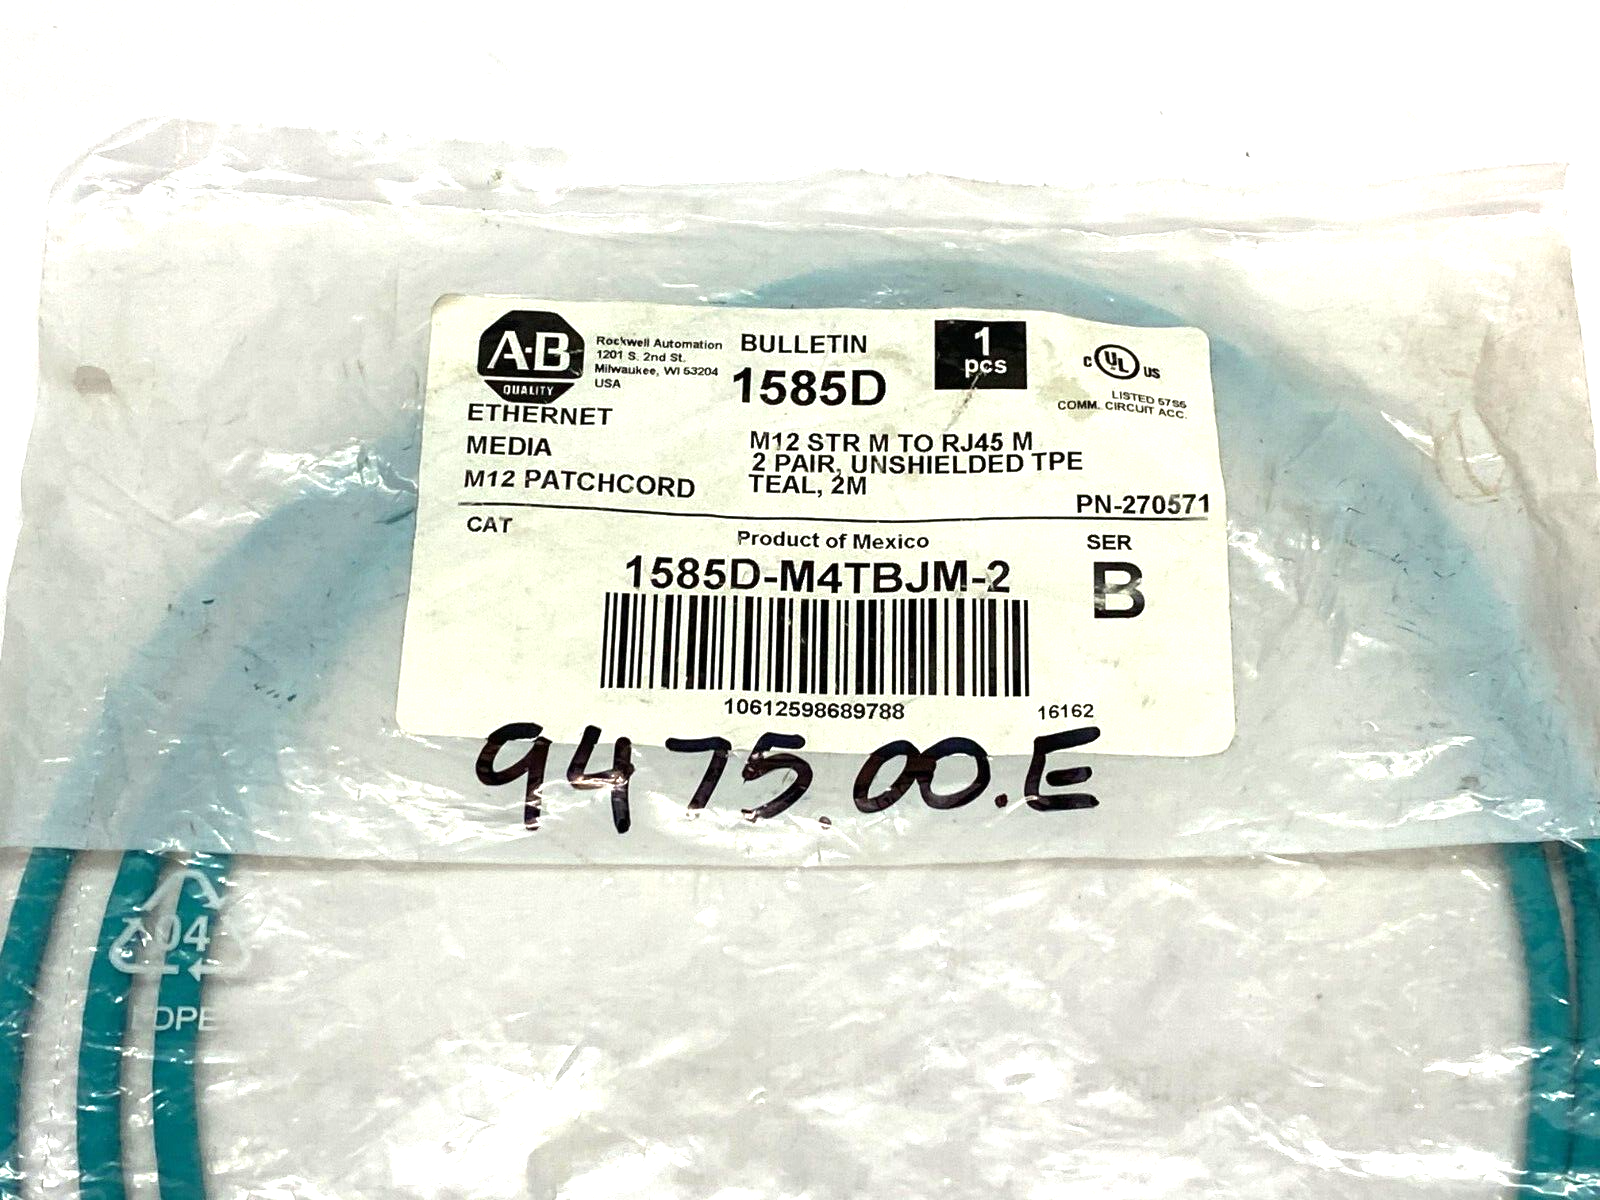 A-B
QUALITY
Rockwell Automation
1201 S. 2nd St.
Milwaukee, WI 53204
USA
BULLETIN
1585D
1
pcs
C UL US
LISTED 67S6
COMM. CIRCUIT ACC.
ETHERNET
MEDIA
M12 PATCHCORD
M12 STR M TO RJ45 M
2 PAIR, UNSHIELDED TPE
TEAL, 2M
PN-270571
CAT
Product of Mexico
SER
1585D-M4TBJM-2
B
10612598689788
16162
9475.00.E
04